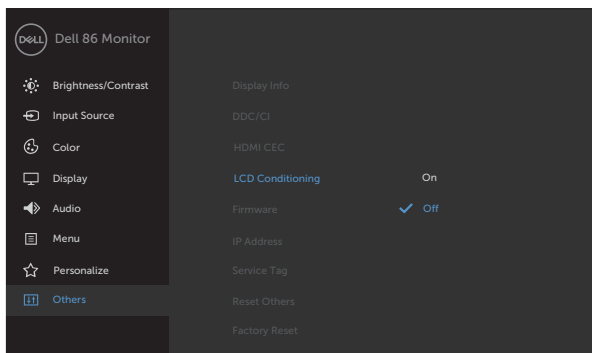 DELL Dell 86 Monitor
Brightness/Contrast Display Info
Input Source DDC/CI
Color HDMI CEC
Display LCD Conditioning On
Audio Firmware Off
Menu IP Address
Personalize Service Tag
Others Reset Others
Factory Reset